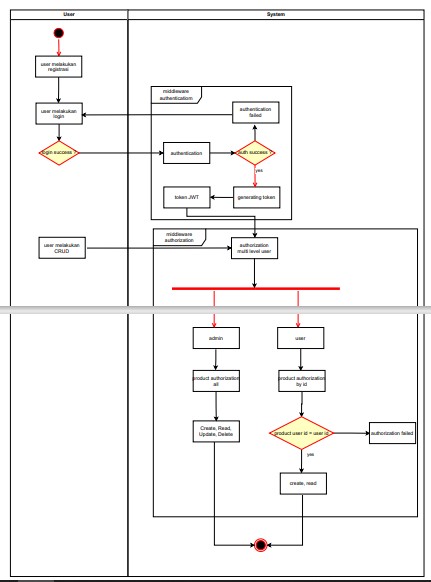 User
System
user melakukan
registrasi
user melakukan
login
login success ?
middleware
authentications
authentication
failed
authentication
auth success ?
yes
token JWT
generating token
middleware
authorization
user melakukan
CRUD
authorization
multi level user
admin
user
product authorization
all
product authorization
by id
Create, Read,
Update, Delete
product user id = user id
authorization failed
yes
create, read